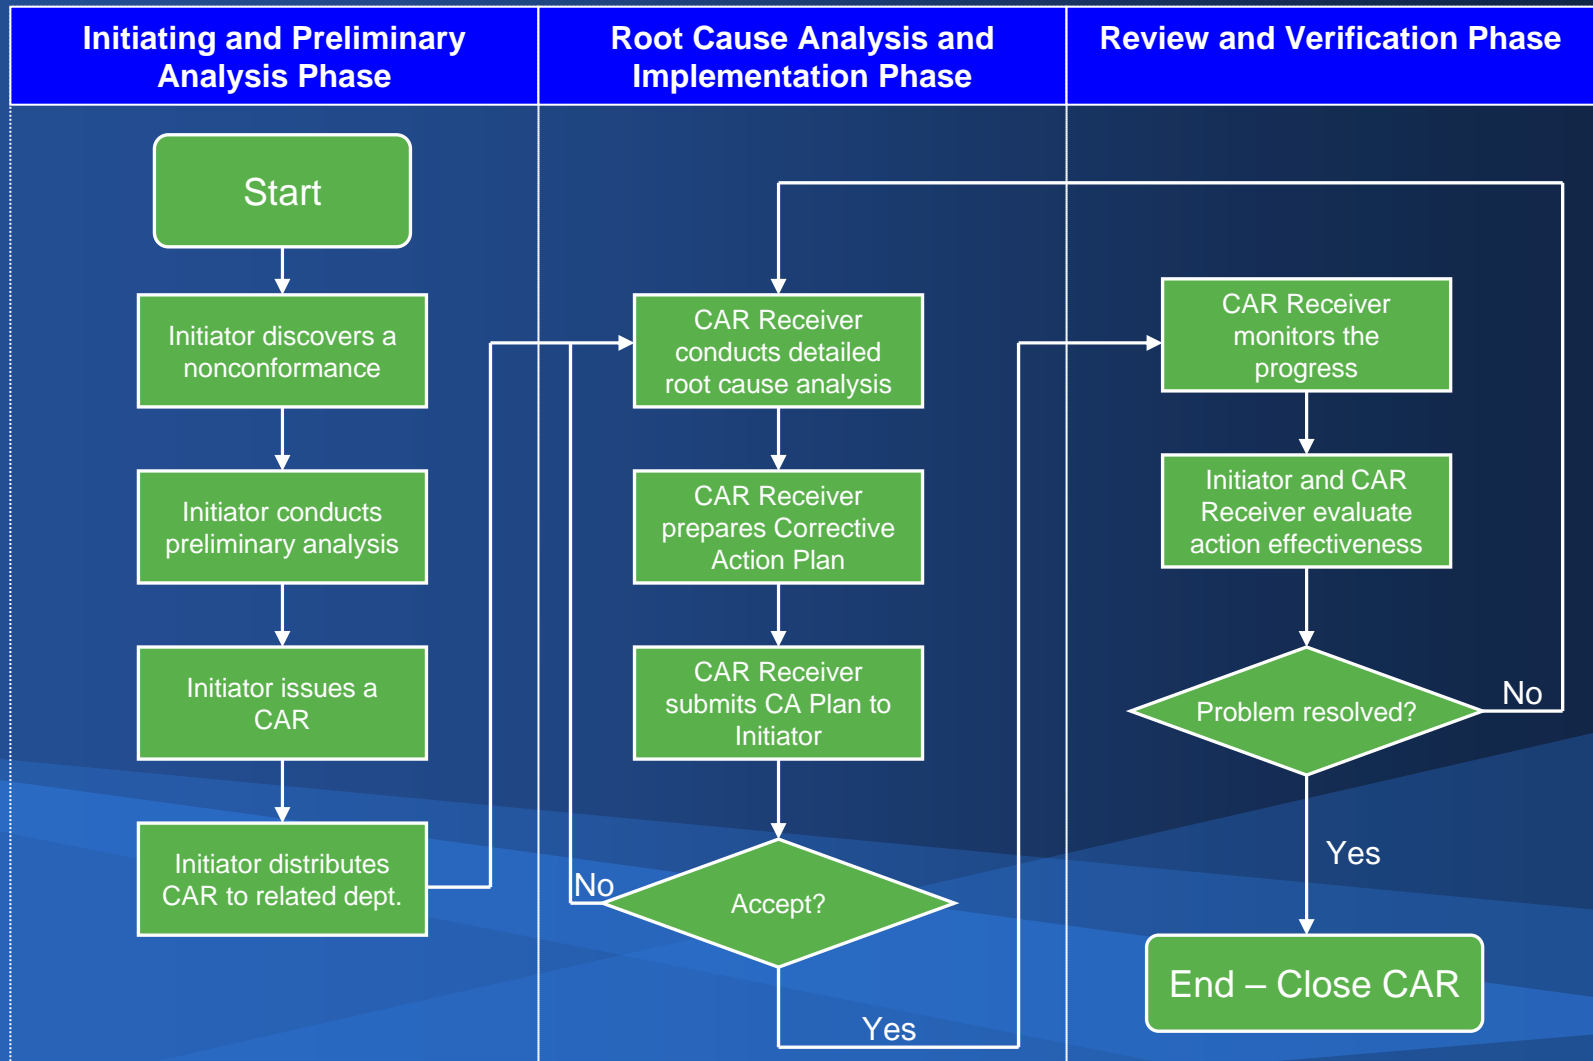 Initiating and Preliminary
Analysis Phase
Root Cause Analysis and
Implementation Phase
Review and Verification Phase
Start
Initiator discovers a
nonconformance
Initiator conducts
preliminary analysis
Initiator issues a
CAR
Initiator distributes
CAR to related dept.
CAR Receiver
conducts detailed
root cause analysis
CAR Receiver
prepares Corrective
Action Plan
CAR Receiver
submits CA Plan to
Initiator
No
Accept?
Yes
CAR Receiver
monitors the
progress
Initiator and CAR
Receiver evaluate
action effectiveness
Problem resolved?
No
Yes
End – Close CAR